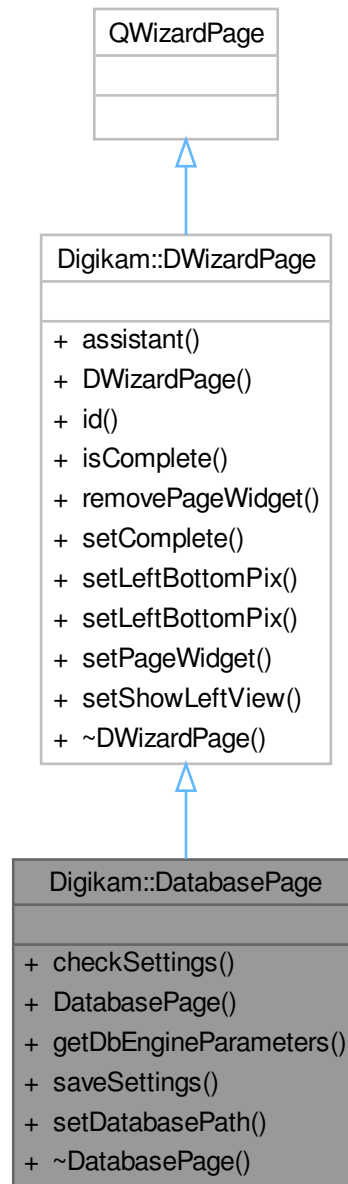 QWizardPage
Digikam::DWizardPage
+ assistant()
+ DWizardPage()
+ id()
+ isComplete()
+ removePageWidget()
+ setComplete()
+ setLeftBottomPix()
+ setLeftBottomPix()
+ setPageWidget()
+ setShowLeftView()
+ ~DWizardPage()
Digikam::DatabasePage
+ checkSettings()
+ DatabasePage()
+ getDbEngineParameters()
+ saveSettings()
+ setDatabasePath()
+ ~DatabasePage()